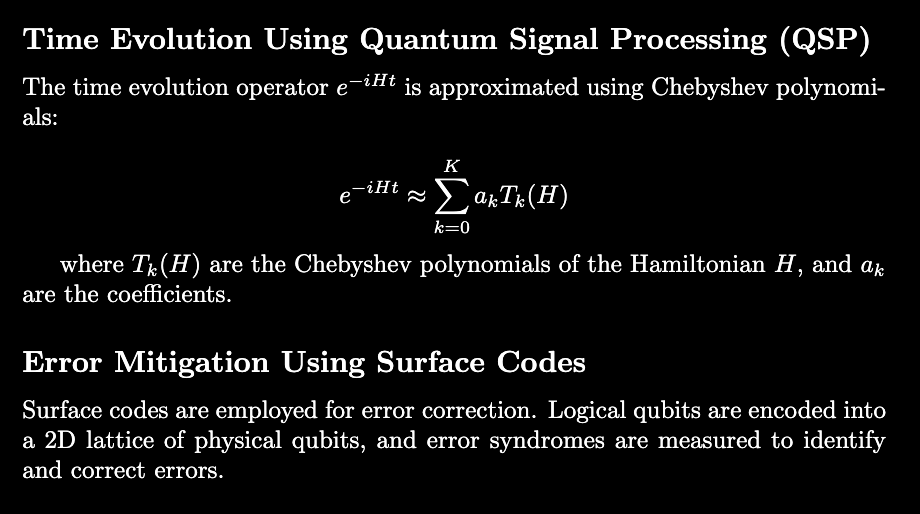 Time Evolution Using Quantum Signal Processing (QSP)
The time evolution operator $e^{-iHt}$ is approximated using Chebyshev polynomi-
als:
$e^{-iHt} \approx \sum_{k=0}^{K} a_k T_k(H)$
where $T_k(H)$ are the Chebyshev polynomials of the Hamiltonian $H$, and $a_k$
are the coefficients.
Error Mitigation Using Surface Codes
Surface codes are employed for error correction. Logical qubits are encoded into
a 2D lattice of physical qubits, and error syndromes are measured to identify
and correct errors.